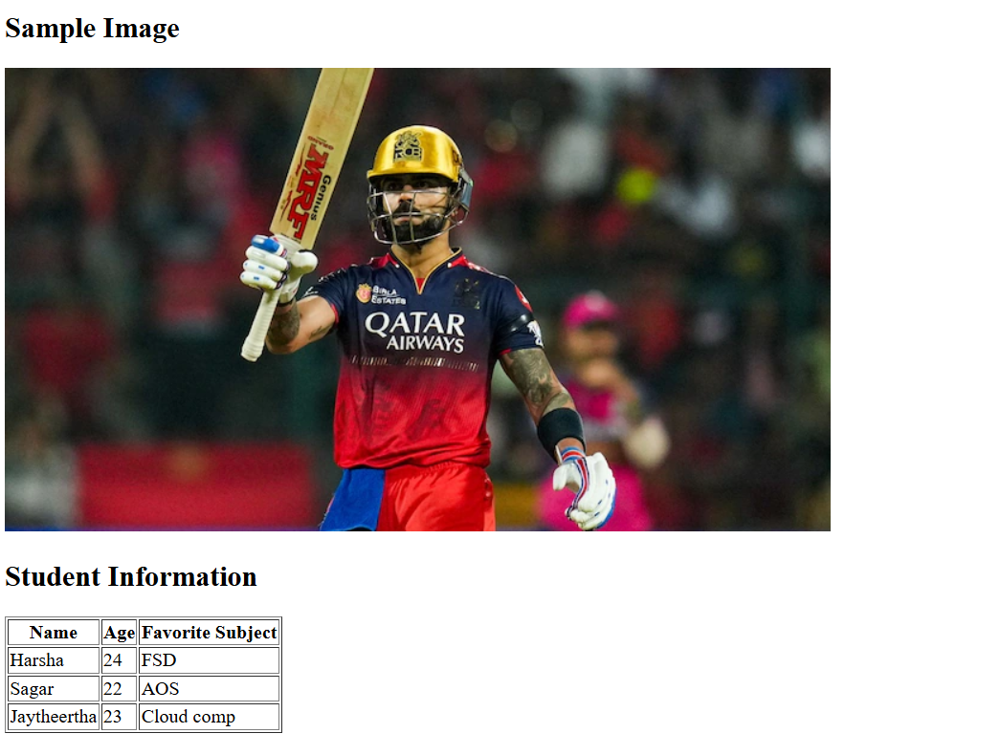 Sample Image
MRF
Genius
BIRLA
ESTATES
QATAR
AIRWAYS
Student Information
Name Age Favorite Subject
Harsha 24 FSD
Sagar 22 AOS
Jaytheertha 23 Cloud comp